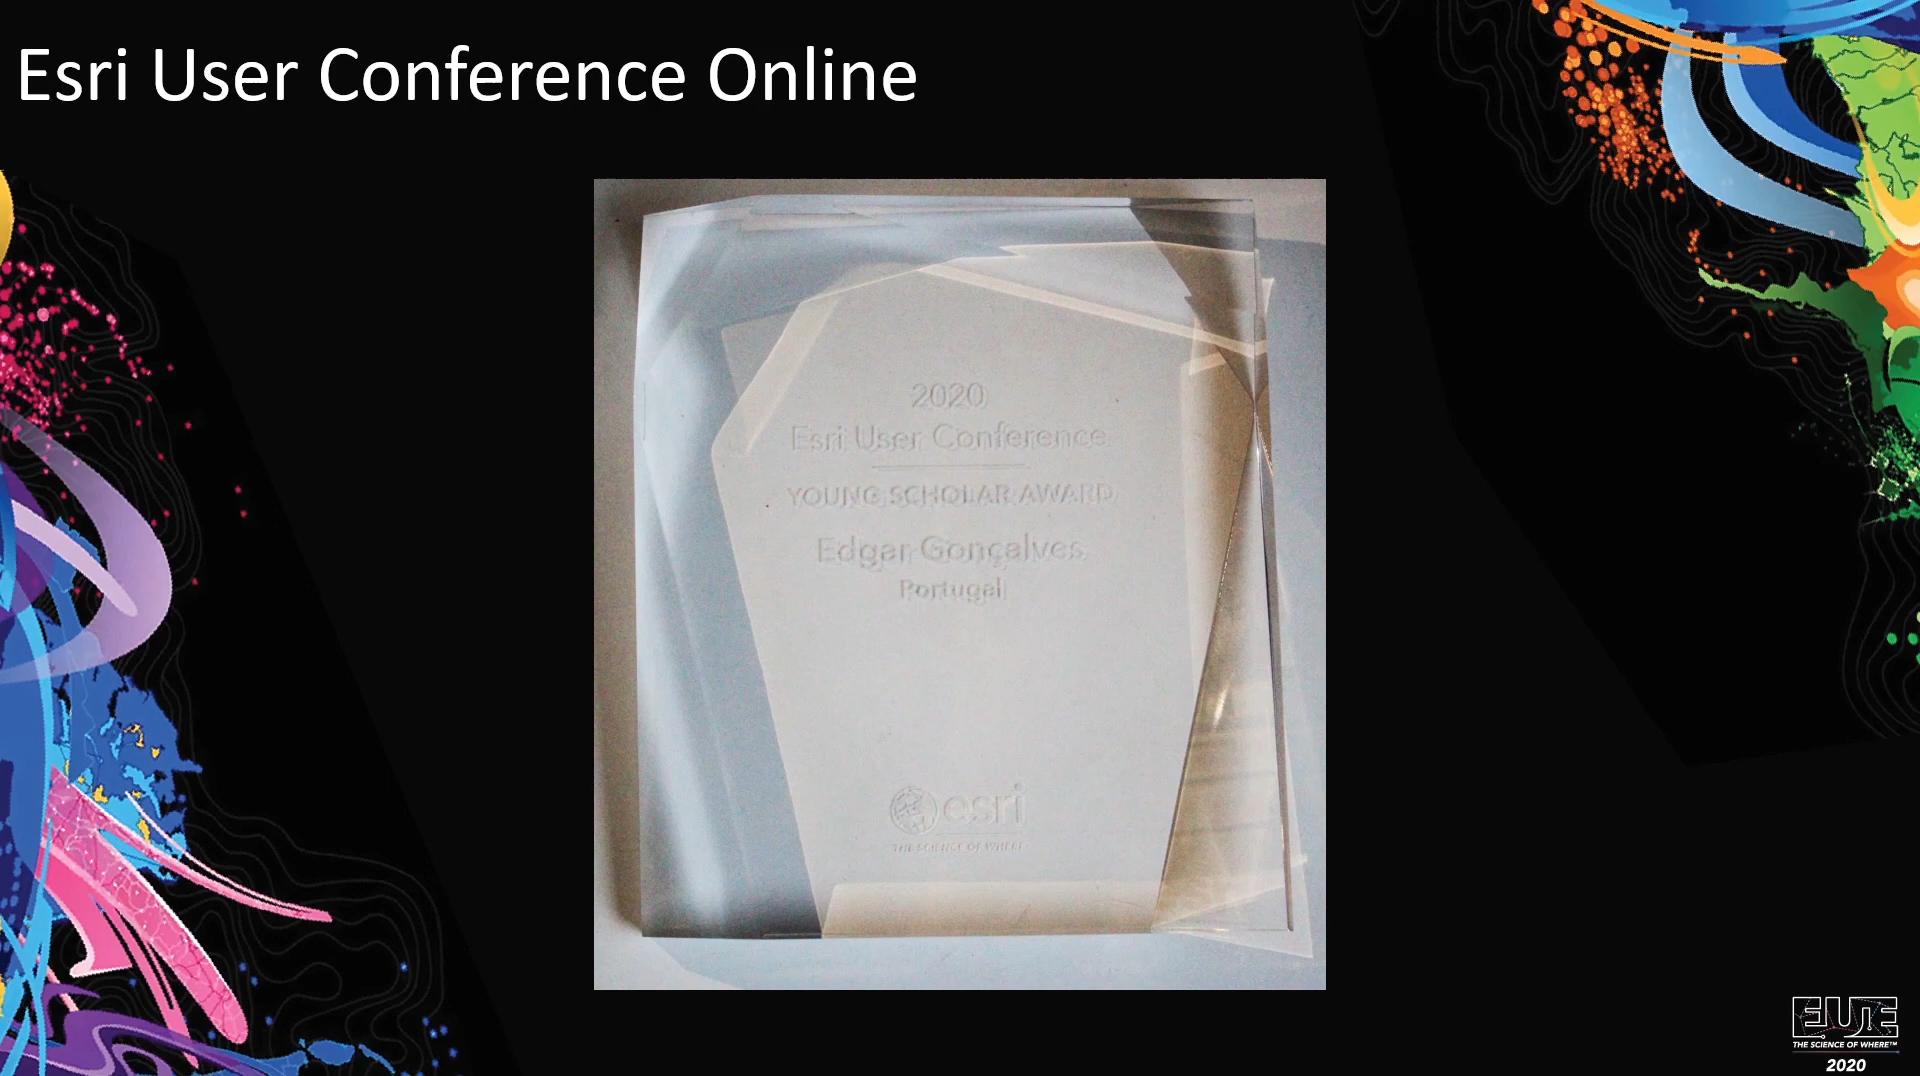 Esri User Conference Online
2020
Esri User Conference
YOUNG SCHOLAR AWARD
Edgar Gonçalves
Portugal
esri
THE SCIENCE OF WHERE
EUE
THE SCIENCE OF WHERE™
2020